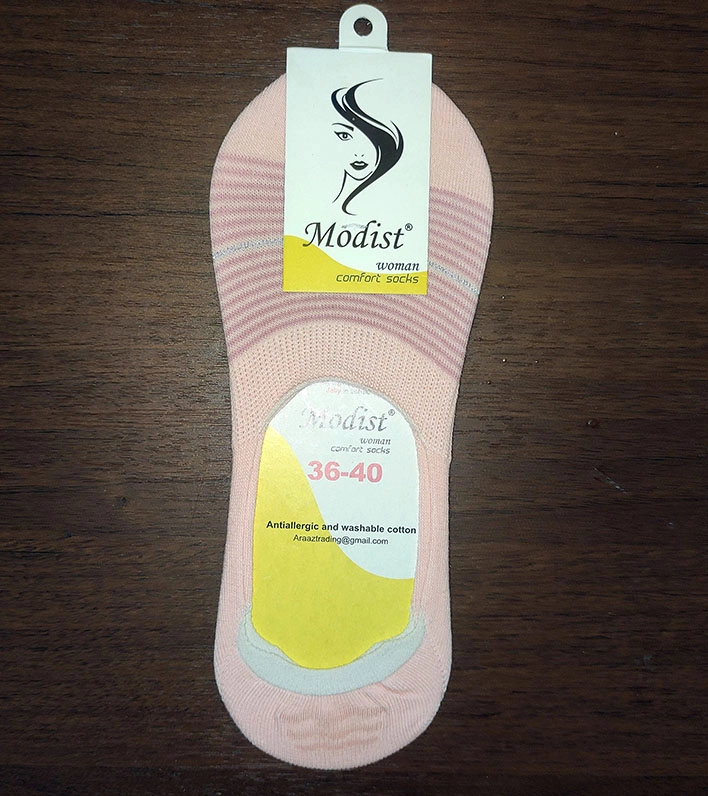 Modist®
woman
comfort socks
Modist®
woman
comfort socks
36-40
Antiallergic and washable cotton
Araaztrading@gmail.com